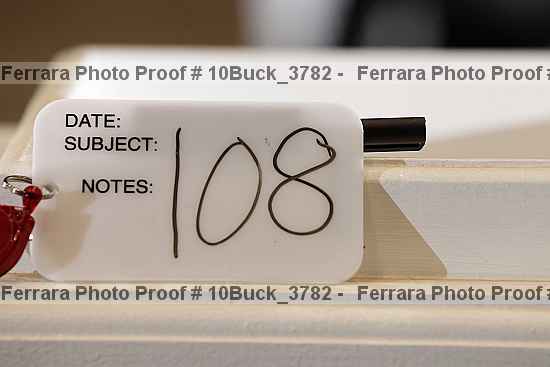 Ferrara Photo Proof # 10Buck_3782 - Ferrara Photo Proof #
DATE:
SUBJECT:
108
NOTES:
Ferrara Photo Proof # 10Buck_3782 - Ferrara Photo Proof #